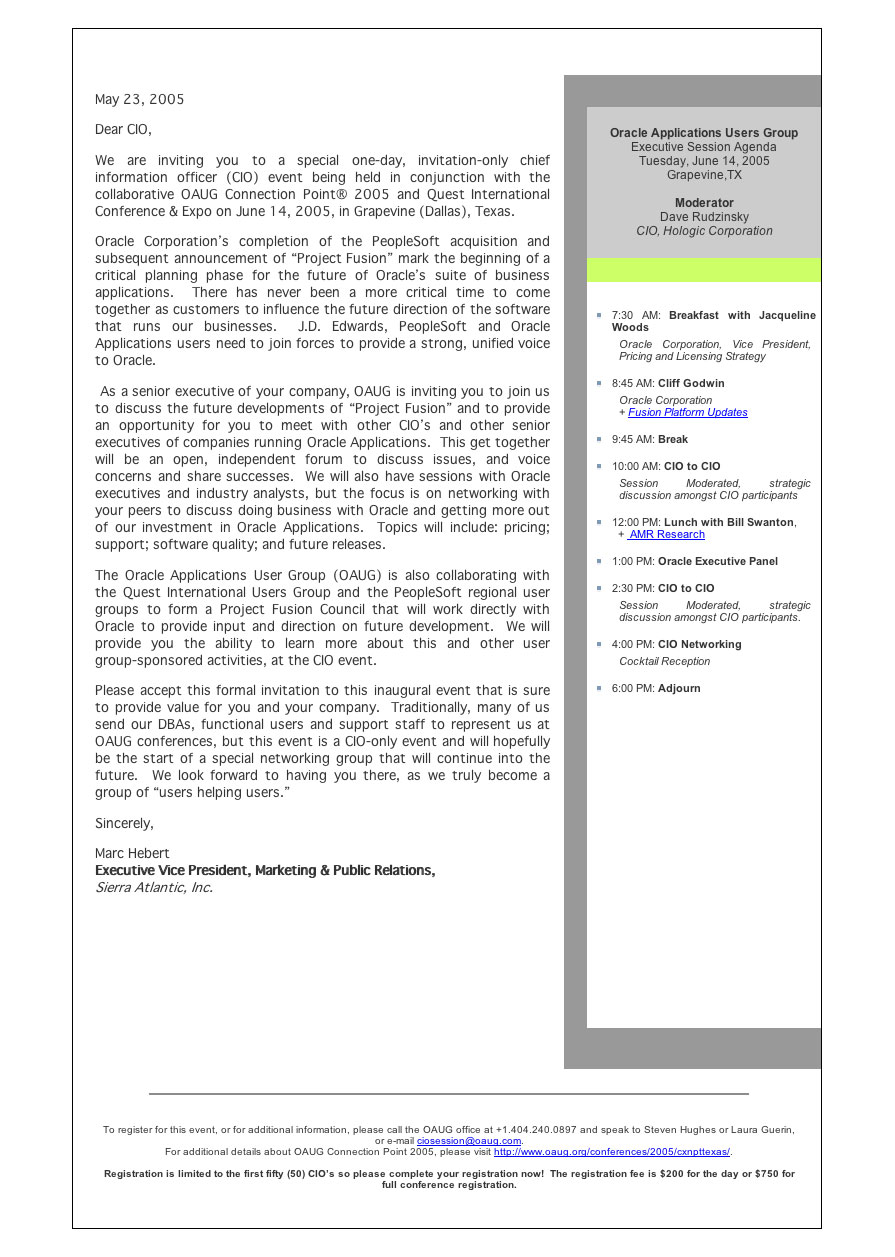 May 23, 2005
Dear CIO,
We are inviting you to a special one-day, invitation-only chief
information officer (CIO) event being held in conjunction with the
collaborative OAUG Connection Point® 2005 and Quest International
Conference & Expo on June 14, 2005, in Grapevine (Dallas), Texas.
Oracle Corporation's completion of the PeopleSoft acquisition and
subsequent announcement of “Project Fusion” mark the beginning of a
critical planning phase for the future of Oracle's suite of business
applications.  There has never been a more critical time to come
together as customers to influence the future direction of the software
that runs our businesses.  J.D. Edwards, PeopleSoft and Oracle
Applications users need to join forces to provide a strong, unified voice
to Oracle.
As a senior executive of your company, OAUG is inviting you to join us
to discuss the future developments of “Project Fusion” and to provide
an opportunity for you to meet with other CIO's and other senior
executives of companies running Oracle Applications.  This get together
will be an open, independent forum to discuss issues, and voice
concerns and share successes.  We will also have sessions with Oracle
executives and industry analysts, but the focus is on networking with
your peers to discuss doing business with Oracle and getting more out
of our investment in Oracle Applications.  Topics will include: pricing;
support; software quality; and future releases.
The Oracle Applications User Group (OAUG) is also collaborating with
the Quest International Users Group and the PeopleSoft regional user
groups to form a Project Fusion Council that will work directly with
Oracle to provide input and direction on future development.  We will
provide you the ability to learn more about this and other user
group-sponsored activities, at the CIO event.
Please accept this formal invitation to this inaugural event that is sure
to provide value for you and your company.  Traditionally, many of us
send our DBAs, functional users and support staff to represent us at
OAUG conferences, but this event is a CIO-only event and will hopefully
be the start of a special networking group that will continue into the
future.  We look forward to having you there, as we truly become a
group of “users helping users.”
Sincerely,
Marc Hebert
Executive Vice President, Marketing & Public Relations,
Sierra Atlantic, Inc.
Oracle Applications Users Group
Executive Session Agenda
Tuesday, June 14, 2005
Grapevine,TX
Moderator
Dave Rudzinsky
CIO, Hologic Corporation
▪ 7:30 AM: Breakfast with Jacqueline
Woods
Oracle Corporation, Vice President,
Pricing and Licensing Strategy
▪ 8:45 AM: Cliff Godwin
Oracle Corporation
+ Fusion Platform Updates
▪ 9:45 AM: Break
▪ 10:00 AM: CIO to CIO
Session Moderated, strategic
discussion amongst CIO participants
▪ 12:00 PM: Lunch with Bill Swanton,
+ AMR Research
▪ 1:00 PM: Oracle Executive Panel
▪ 2:30 PM: CIO to CIO
Session Moderated, strategic
discussion amongst CIO participants.
▪ 4:00 PM: CIO Networking
Cocktail Reception
▪ 6:00 PM: Adjourn
To register for this event, or for additional information, please call the OAUG office at +1.404.240.0897 and speak to Steven Hughes or Laura Guerin,
or e-mail ciosession@oaug.com.
For additional details about OAUG Connection Point 2005, please visit http://www.oaug.org/conferences/2005/cxnpttexas/.
Registration is limited to the first fifty (50) CIO's so please complete your registration now!  The registration fee is $200 for the day or $750 for
full conference registration.